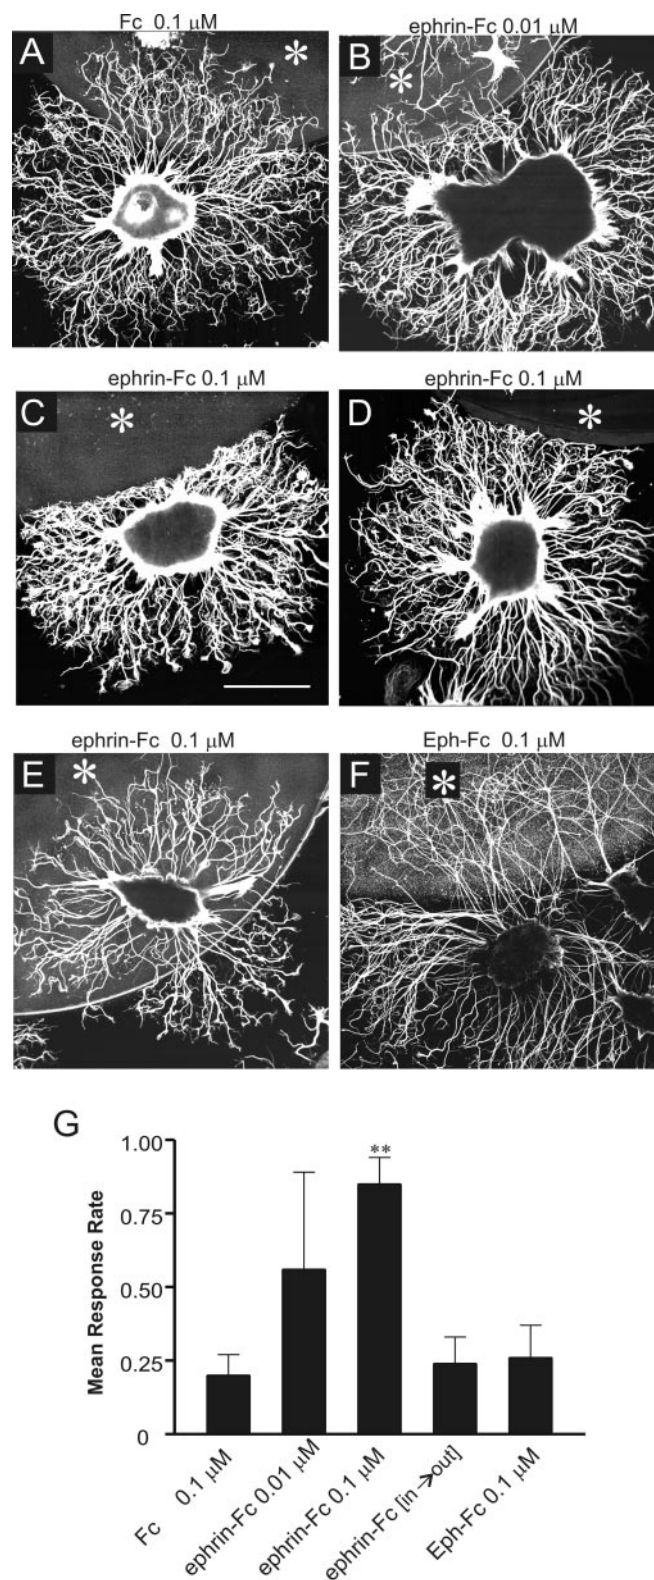 Fc 0.1 μM
ephrin-Fc 0.01 μM
A
*
B
*
ephrin-Fc 0.1 μM
ephrin-Fc 0.1 μM
C
*
D
*
ephrin-Fc 0.1 μM
Eph-Fc 0.1 μM
E
*
F
*
G
Mean Response Rate
1.00
0.75
0.50
0.25
0
**
Fc 0.1 μM
ephrin-Fc 0.01 μM
ephrin-Fc 0.1 μM
ephrin-Fc [in→out]
Eph-Fc 0.1 μM